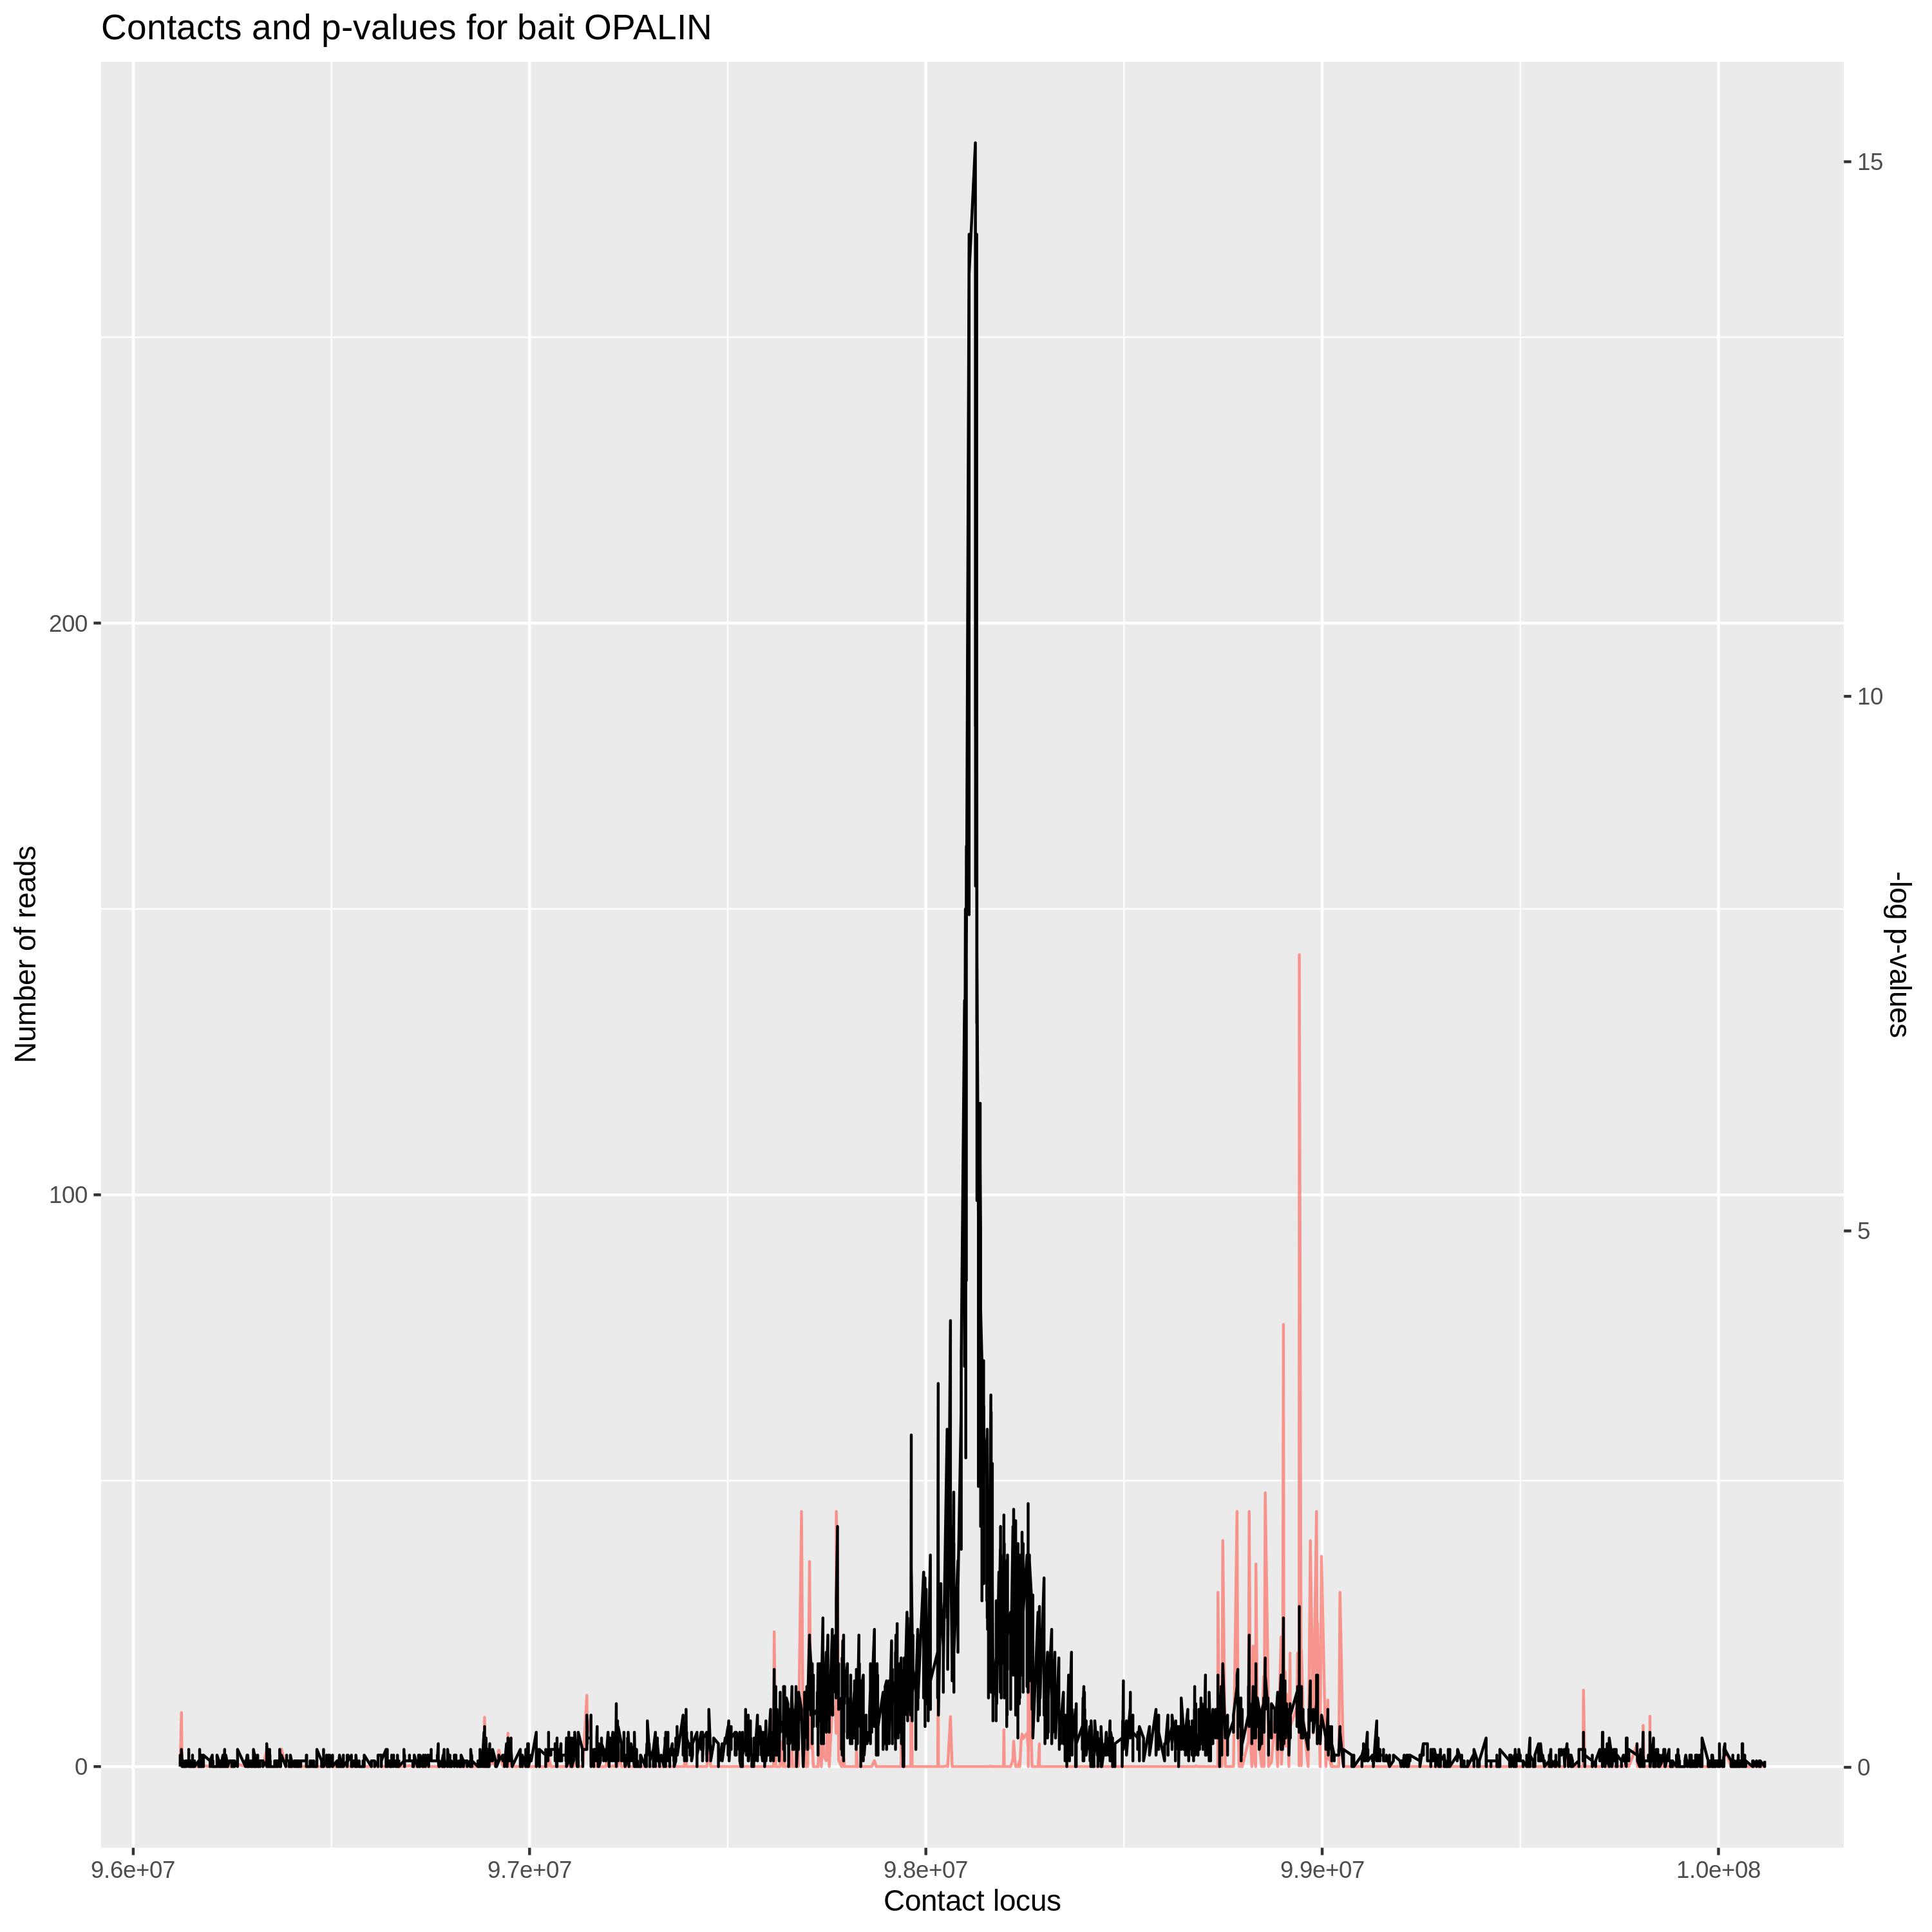 Contacts and p-values for bait OPALIN
15
200
10
Number of reads
-log p-values
100
5
0
0
9.6e+07
9.7e+07
9.8e+07
9.9e+07
1.0e+08
Contact locus